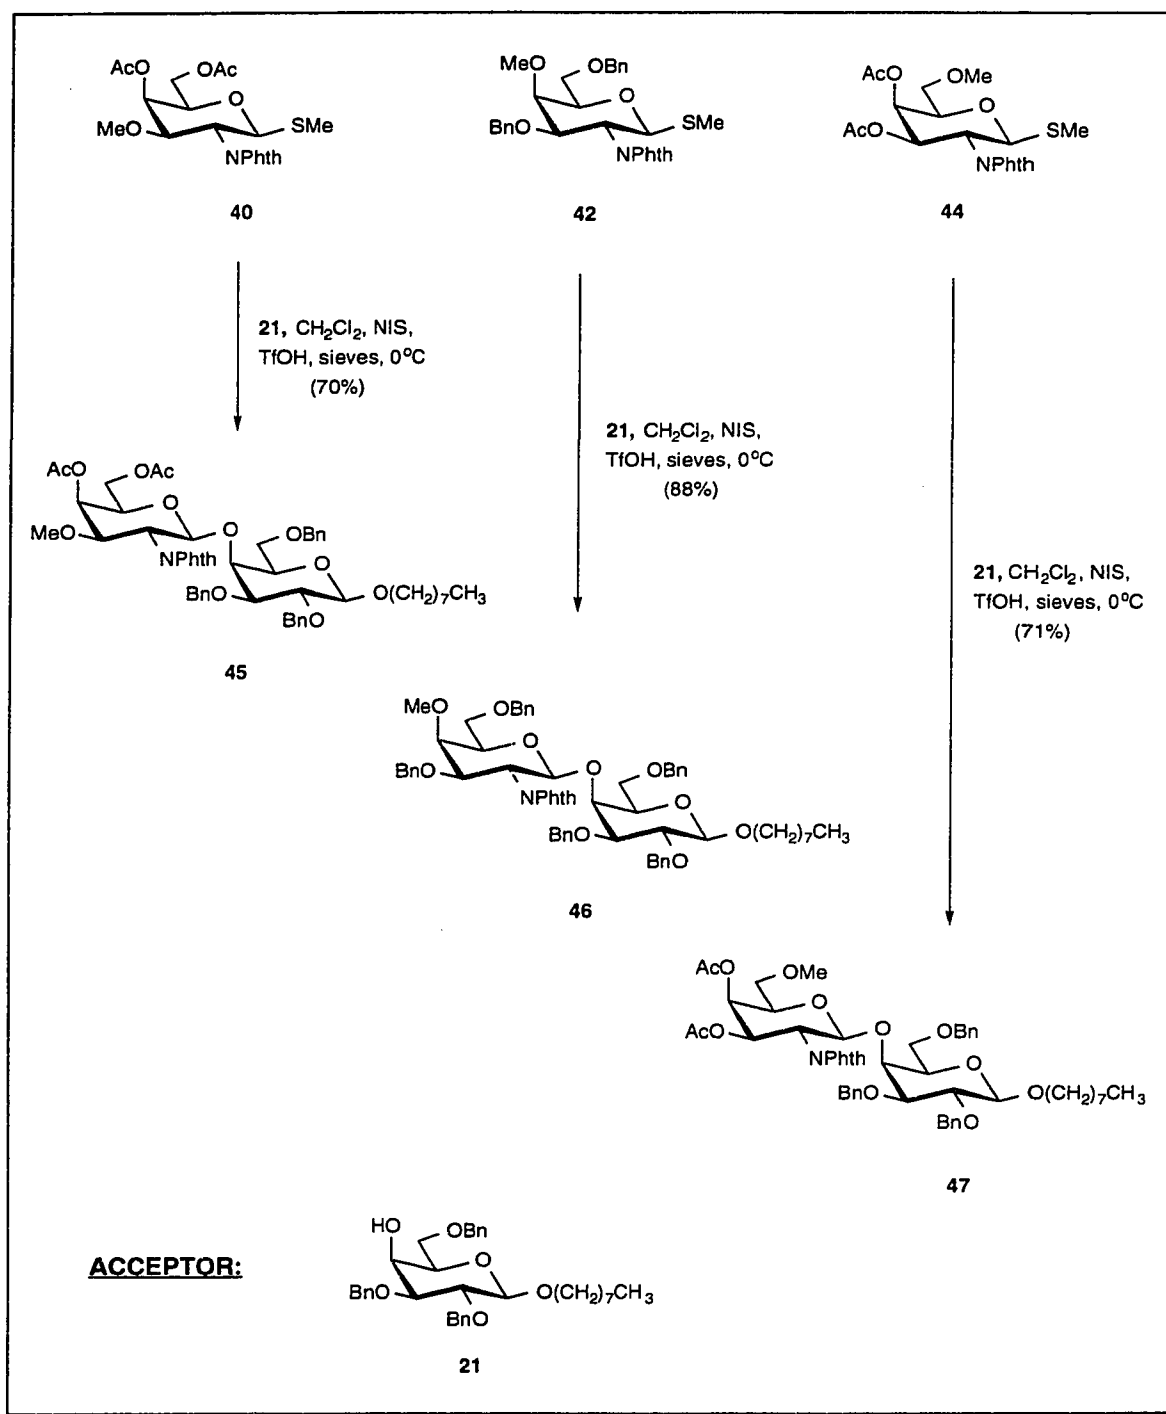 AcO OAc
O
MeO SMe
NPhth
40
MeO OBn
O
BnO SMe
NPhth
42
AcO OMe
O
AcO SMe
NPhth
44
21, CH2Cl2, NIS,
TfOH, sieves, 0°C
(70%)
21, CH2Cl2, NIS,
TfOH, sieves, 0°C
(88%)
21, CH2Cl2, NIS,
TfOH, sieves, 0°C
(71%)
AcO OAc
O
MeO O OBn
NPhth O
BnO O(CH2)7CH3
BnO
45
MeO OBn
O
BnO O OBn
NPhth O
BnO O(CH2)7CH3
BnO
46
AcO OMe
O
AcO O OBn
NPhth O
BnO O(CH2)7CH3
BnO
47
ACCEPTOR:
HO OBn
O
BnO O(CH2)7CH3
BnO
21